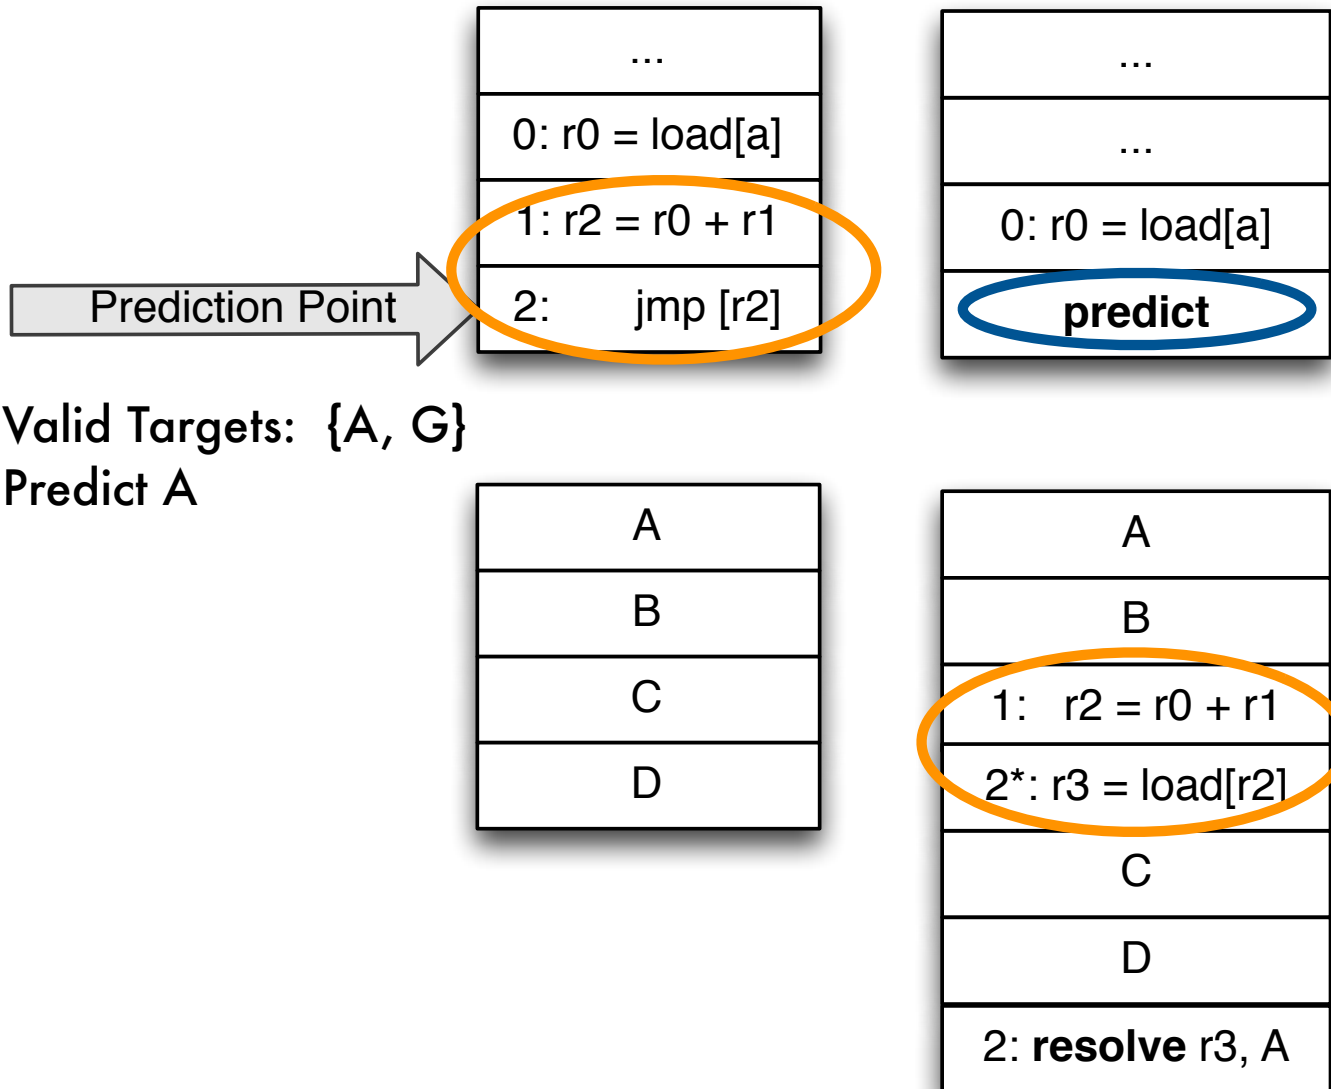 ...
0: r0 = load[a]
1: r2 = r0 + r1
2: jmp [r2]
Prediction Point
Valid Targets: {A, G}
Predict A
A
B
C
D
...
...
0: r0 = load[a]
predict
A
B
1: r2 = r0 + r1
2*: r3 = load[r2]
C
D
2: resolve r3, A